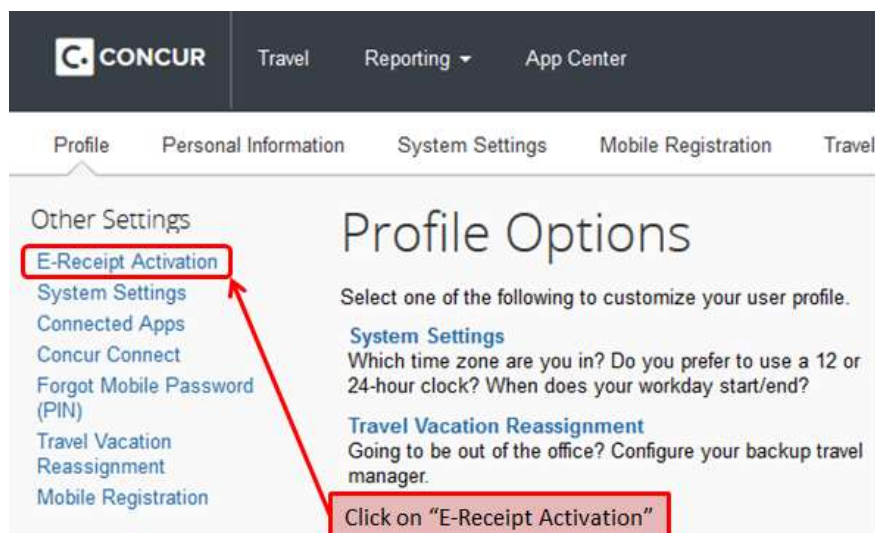 C. CONCUR Travel Reporting App Center
Profile Personal Information System Settings Mobile Registration Travel
Other Settings
E-Receipt Activation
System Settings
Connected Apps
Concur Connect
Forgot Mobile Password
(PIN)
Travel Vacation
Reassignment
Mobile Registration
Profile Options
Select one of the following to customize your user profile.
System Settings
Which time zone are you in? Do you prefer to use a 12 or
24-hour clock? When does your workday start/end?
Travel Vacation Reassignment
Going to be out of the office? Configure your backup travel
manager.
Click on “E-Receipt Activation”